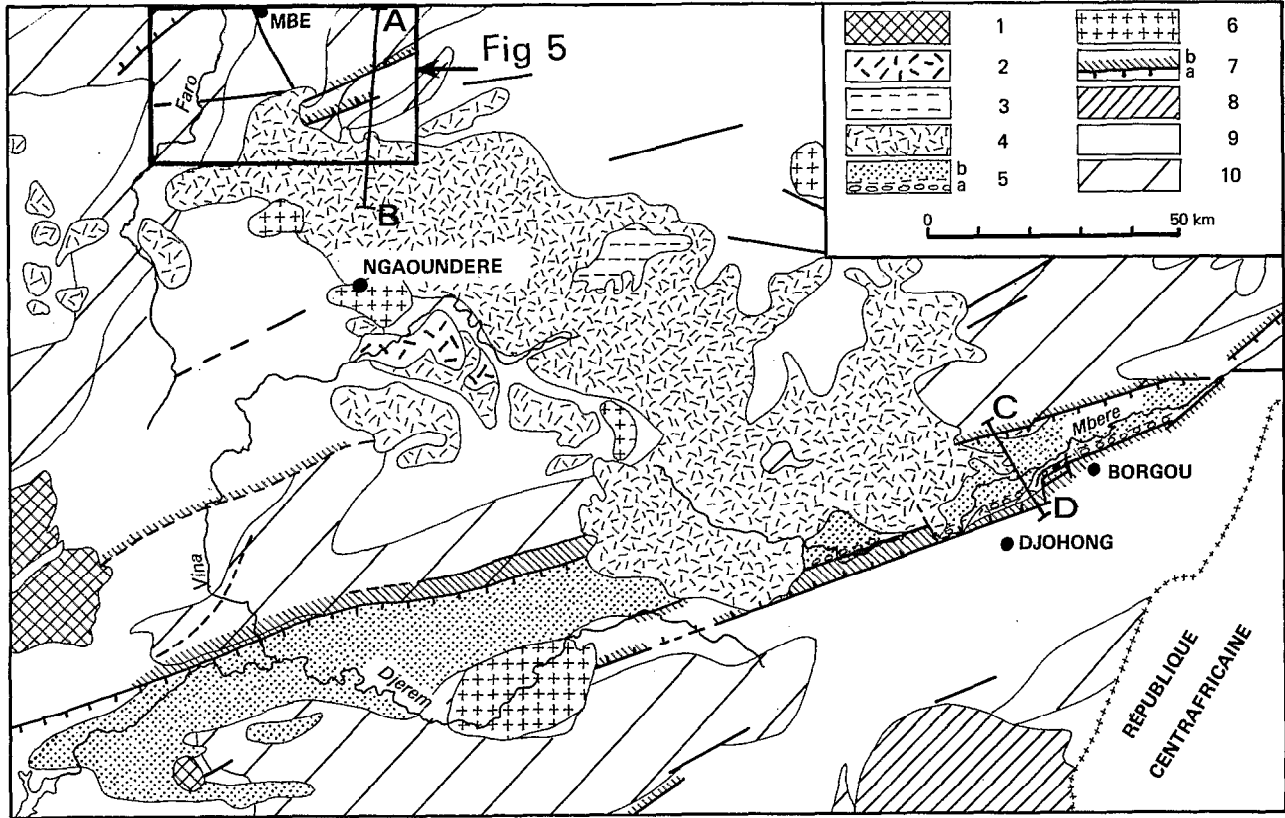 MBE
A
Fig 5
Faro
B
NGAOUNDERE
C
Mbere
BORGOU
D
DJOHONG
Vina
Djerem
RÉPUBLIQUE
CENTRAFRICAINE
1
2
3
4
b
5
a
6
b
7
a
8
9
10
0
50 km